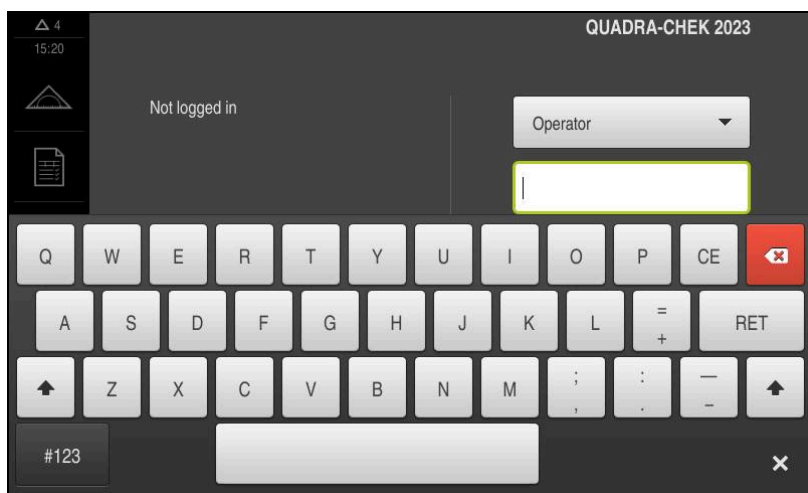 4
15:20
QUADRA-CHEK 2023
Not logged in
Operator
Q W E R T Y U I O P CE
A S D F G H J K L = + RET
Z X C V B N M ; , : . — –
#123